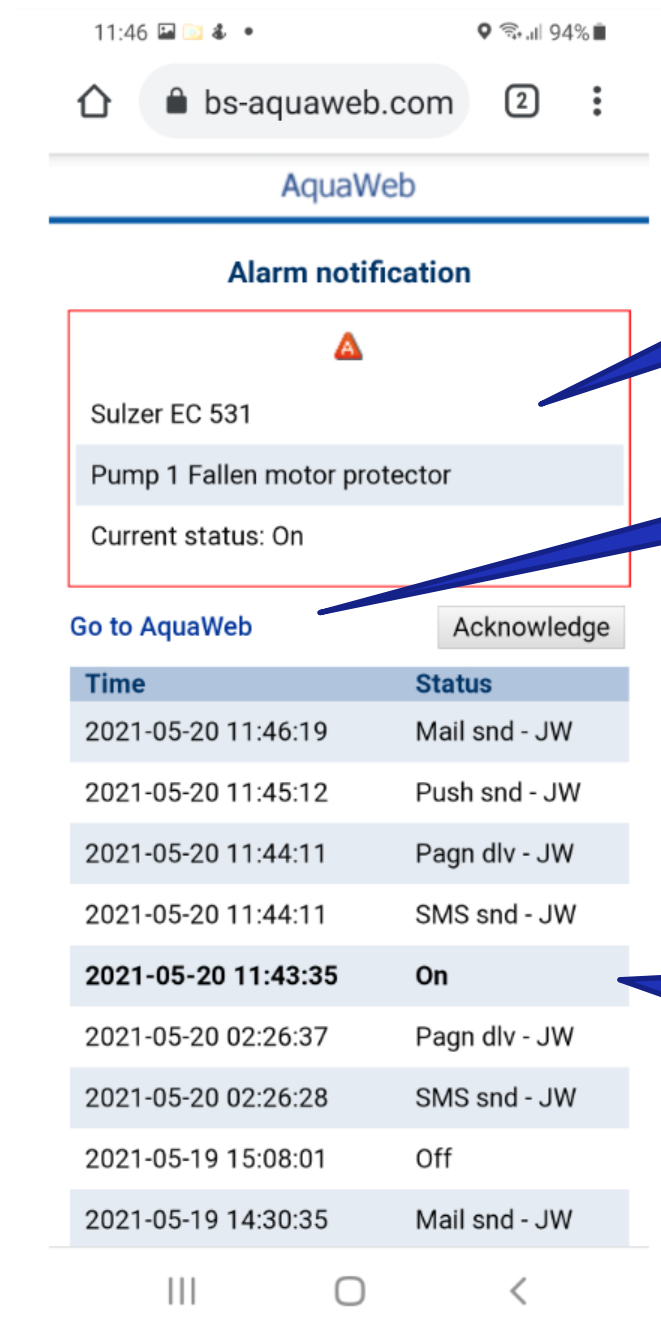 11:46 94%
bs-aquaweb.com 2
AquaWeb
Alarm notification
A
Sulzer EC 531
Pump 1 Fallen motor protector
Current status: On
Go to AquaWeb Acknowledge
Time Status
2021-05-20 11:46:19 Mail snd - JW
2021-05-20 11:45:12 Push snd - JW
2021-05-20 11:44:11 Pagn dlv - JW
2021-05-20 11:44:11 SMS snd - JW
2021-05-20 11:43:35 On
2021-05-20 02:26:37 Pagn dlv - JW
2021-05-20 02:26:28 SMS snd - JW
2021-05-19 15:08:01 Off
2021-05-19 14:30:35 Mail snd - JW